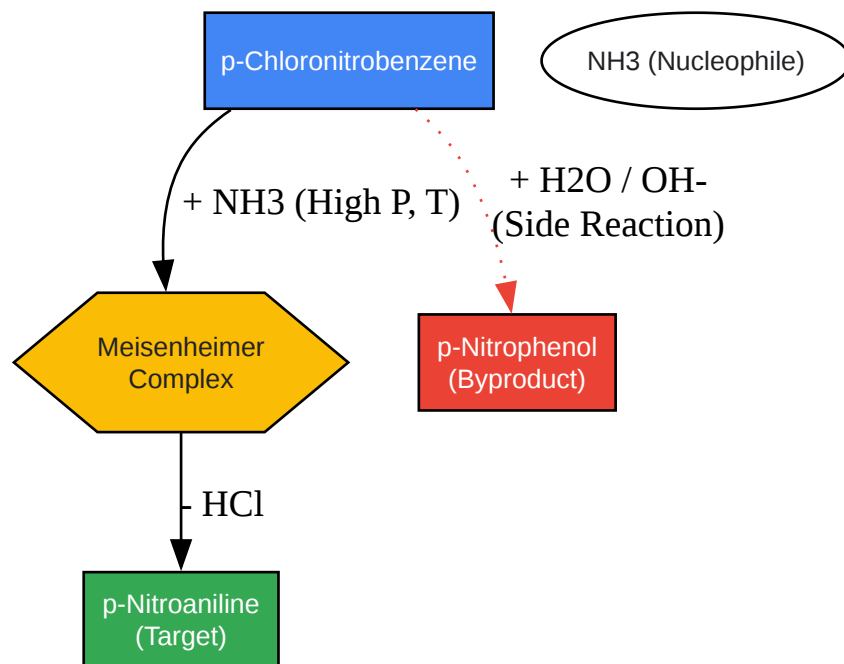 p-Chloronitrobenzene
NH3 (Nucleophile)
+ NH3 (High P, T)
+ H2O / OH-
(Side Reaction)
Meisenheimer
Complex
p-Nitrophenol
(Byproduct)
- HCl
p-Nitroaniline
(Target)